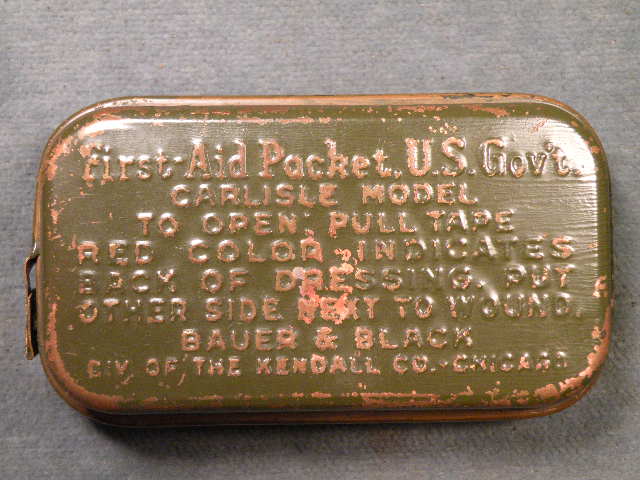 First-Aid Packet, U.S. Gov't.
CARLISLE MODEL
TO OPEN, PULL TAPE
RED COLOR INDICATES
BACK OF DRESSING. PUT
OTHER SIDE NEXT TO WOUND.
BAUER & BLACK
DIV. OF THE KENDALL CO.-CHICAGO